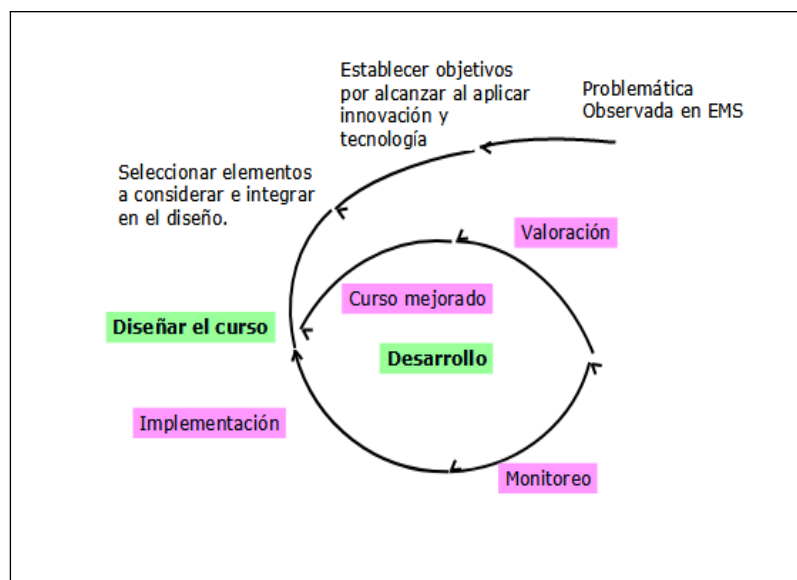 Establecer objetivos
por alcanzar al aplicar
innovación y
tecnología
Problemática
Observada en EMS
Seleccionar elementos
a considerar e integrar
en el diseño.
Valoración
Curso mejorado
Diseñar el curso
Desarrollo
Implementación
Monitoreo